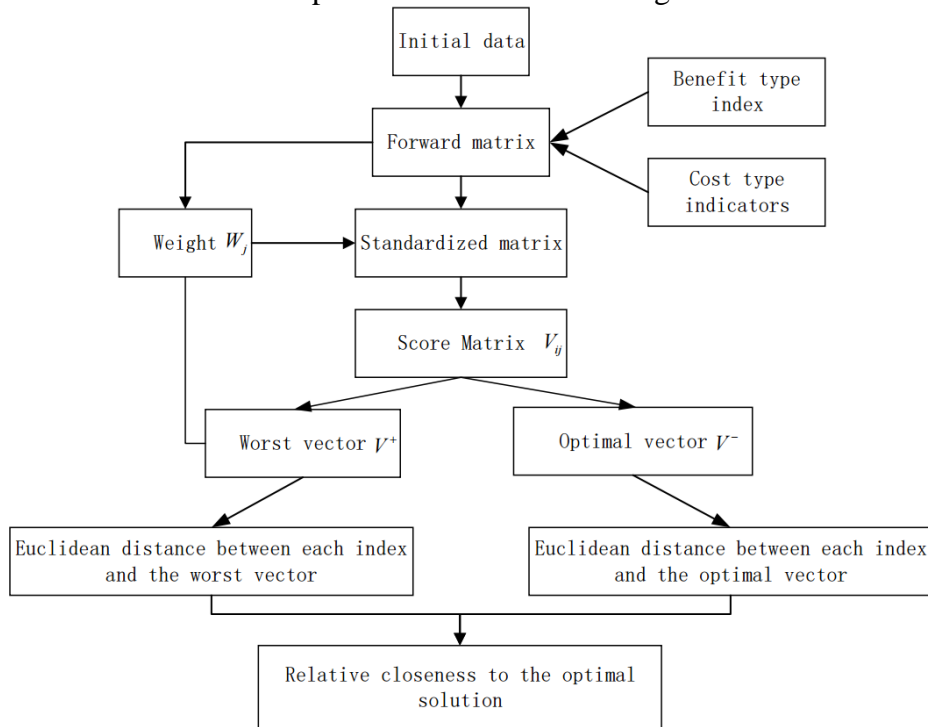 Initial data
Benefit type
index
Forward matrix
Cost type
indicators
Weight W_j
Standardized matrix
Score Matrix V_{ij}
Worst vector V^+
Optimal vector V^-
Euclidean distance between each index
and the worst vector
Euclidean distance between each index
and the optimal vector
Relative closeness to the optimal
solution